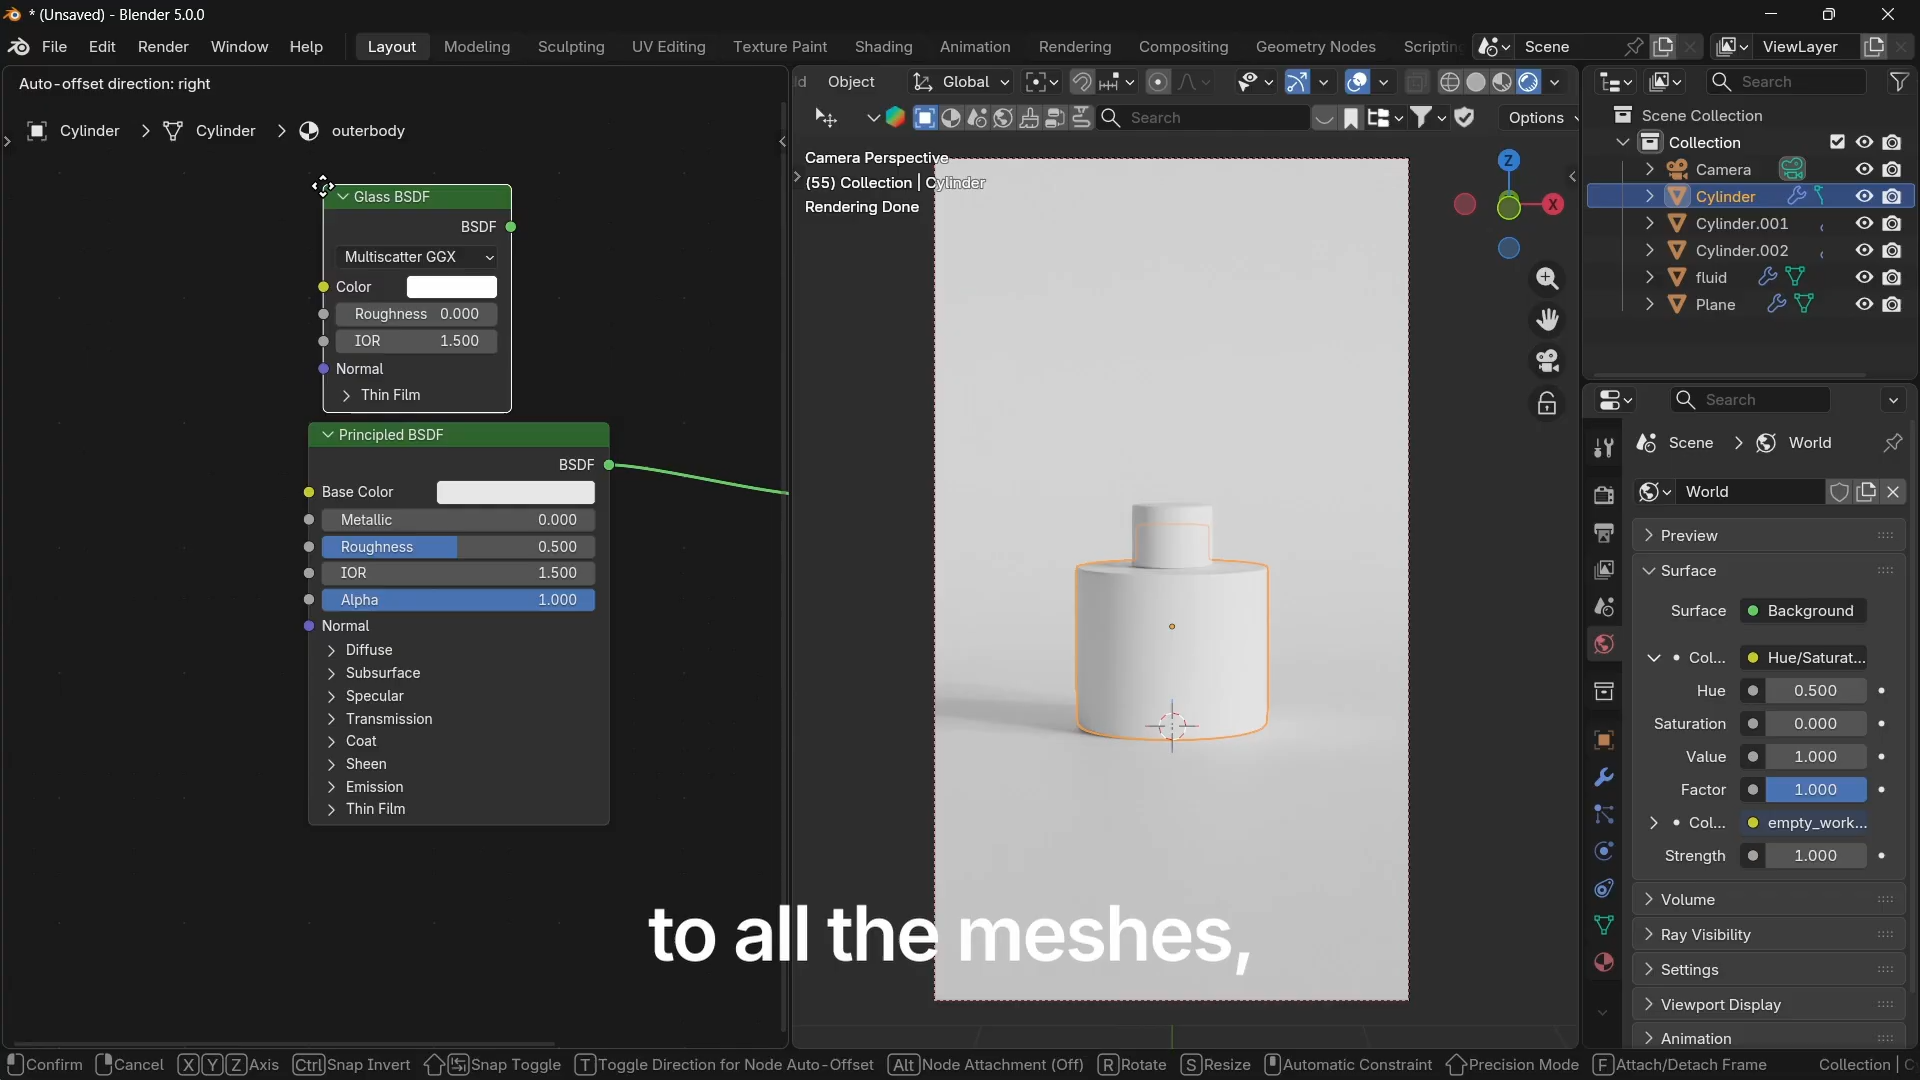 * (Unsaved) - Blender 5.0.0
File Edit Render Window Help
Layout Modeling Sculpting UV Editing Texture Paint Shading Animation Rendering Compositing Geometry Nodes Scripting
Scene
ViewLayer
Auto-offset direction: right
Object
Global
Search
Cylinder > Cylinder > outerbody
Search
Options
Camera Perspective
(55) Collection | Cylinder
Rendering Done
Z
X
Glass BSDF
BSDF
Multiscatter GGX
Color
Roughness 0.000
IOR 1.500
Normal
Thin Film
Principled BSDF
BSDF
Base Color
Metallic 0.000
Roughness 0.500
IOR 1.500
Alpha 1.000
Normal
Diffuse
Subsurface
Specular
Transmission
Coat
Sheen
Emission
Thin Film
Scene Collection
Collection
Camera
Cylinder
Cylinder.001
Cylinder.002
fluid
Plane
Search
Scene > World
World
Preview
Surface
Surface Background
Col... Hue/Saturat...
Hue 0.500
Saturation 0.000
Value 1.000
Factor 1.000
Col... empty_work...
Strength 1.000
Volume
Ray Visibility
Settings
Viewport Display
Animation
to all the meshes,
Confirm Cancel X Y Z Axis Ctrl Snap Invert Snap Toggle T Toggle Direction for Node Auto-Offset Alt Node Attachment (Off) R Rotate S Resize Automatic Constraint Precision Mode F Attach/Detach Frame Collection | C